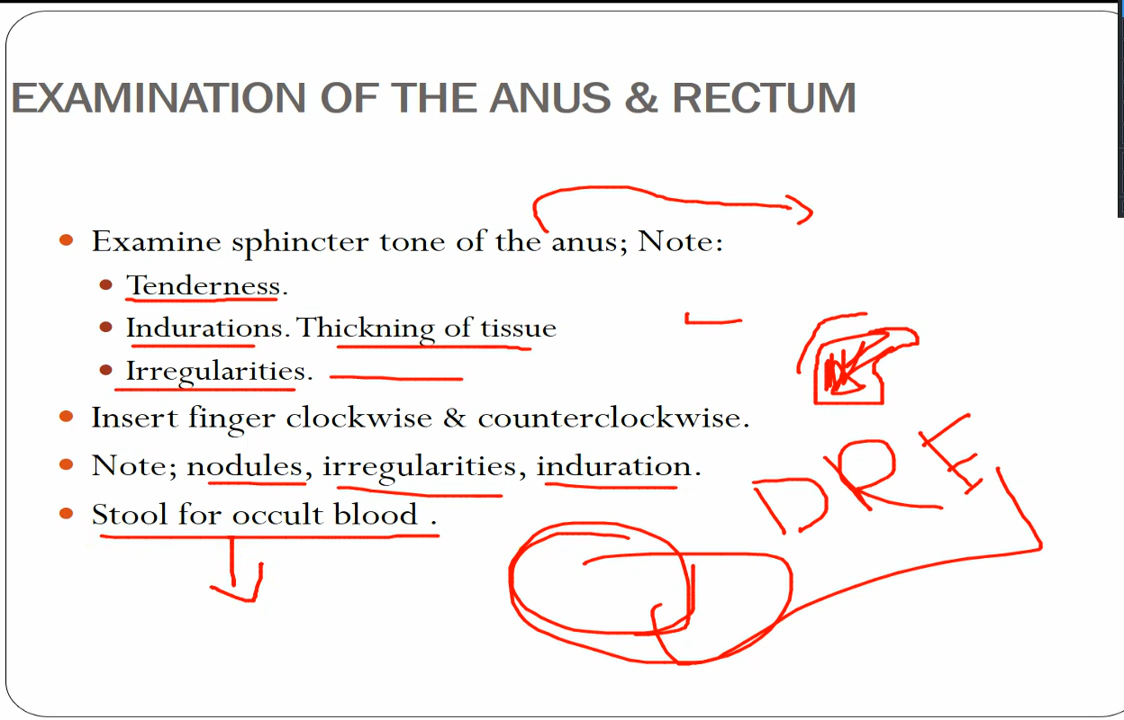 EXAMINATION OF THE ANUS & RECTUM
• Examine sphincter tone of the anus; Note:
• Tenderness.
• Indurations. Thickning of tissue
• Irregularities.
• Insert finger clockwise & counterclockwise.
• Note; nodules, irregularities, induration.
• Stool for occult blood .
DRE